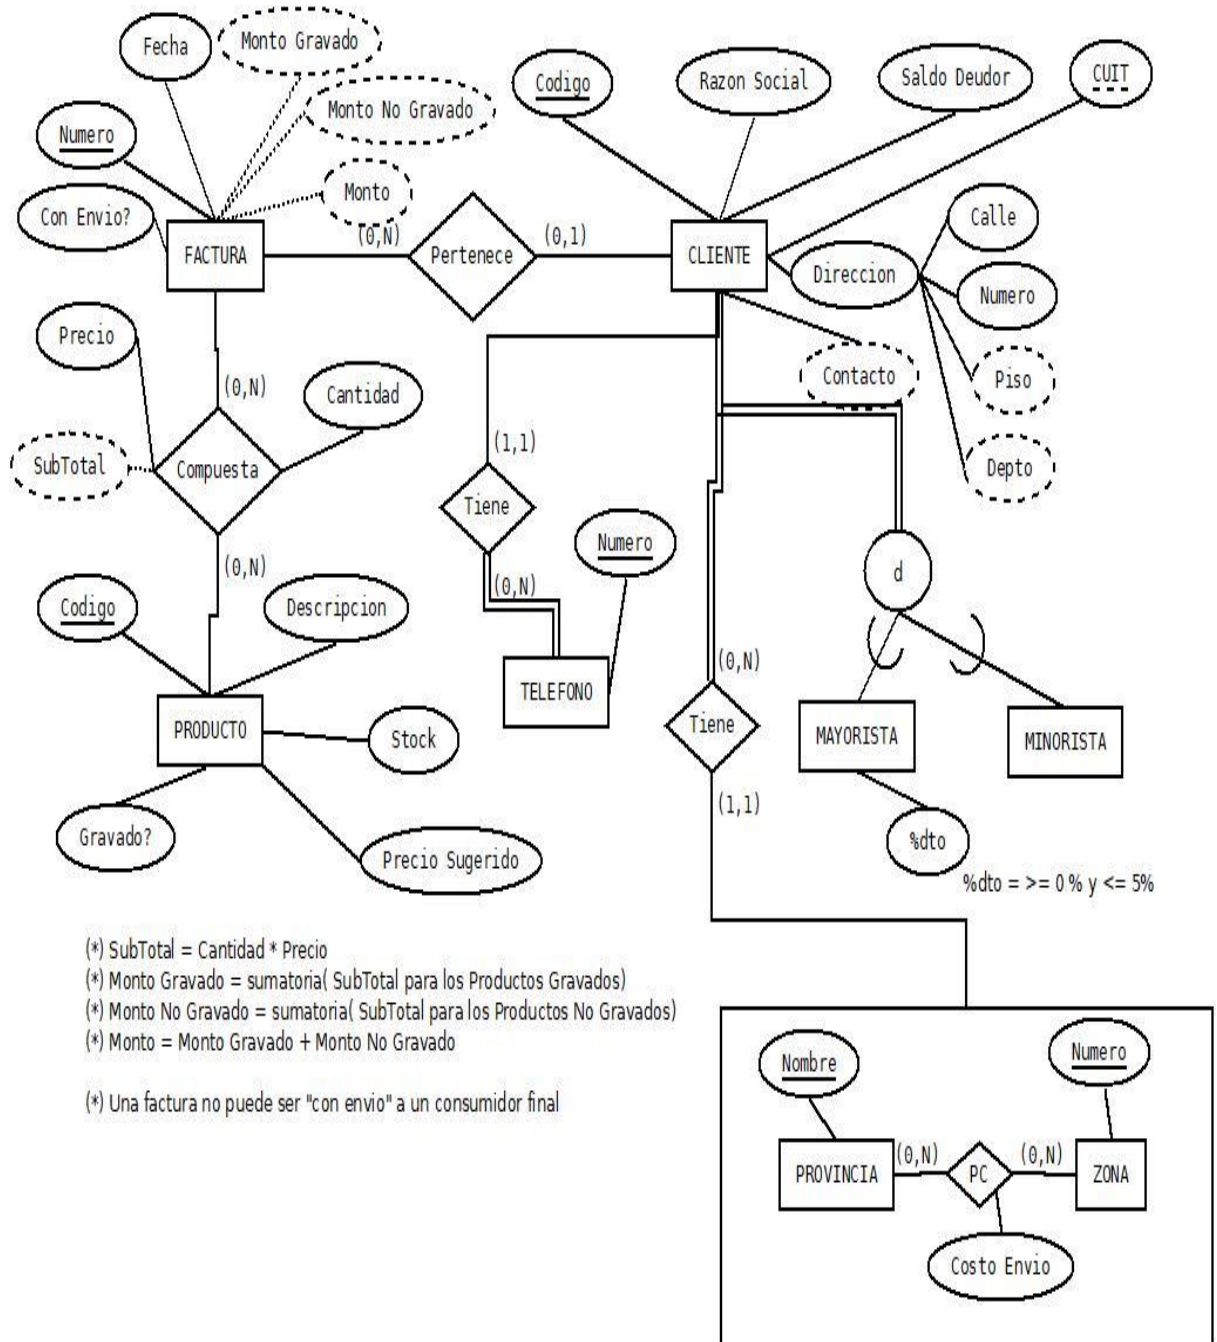 Fecha
Monto Gravado
Monto No Gravado
Numero
Monto
Con Envio?
Codigo
Razon Social
Saldo Deudor
CUIT
FACTURA
(0,N)
Pertenece
(0,1)
CLIENTE
Direccion
Calle
Numero
Piso
Depto
Contacto
Precio
(0,N)
Cantidad
SubTotal
Compuesta
(0,N)
(1,1)
Tiene
(0,N)
Numero
TELEFONO
Codigo
Descripcion
PRODUCTO
Stock
Gravado?
Precio Sugerido
(0,N)
Tiene
(1,1)
d
MAYORISTA
MINORISTA
%dto
%dto = >= 0 % y <= 5%
(*) SubTotal = Cantidad * Precio
(*) Monto Gravado = sumatoria( SubTotal para los Productos Gravados)
(*) Monto No Gravado = sumatoria( SubTotal para los Productos No Gravados)
(*) Monto = Monto Gravado + Monto No Gravado
(*) Una factura no puede ser "con envio" a un consumidor final
Nombre
Numero
PROVINCIA
(0,N)
PC
(0,N)
ZONA
Costo Envio